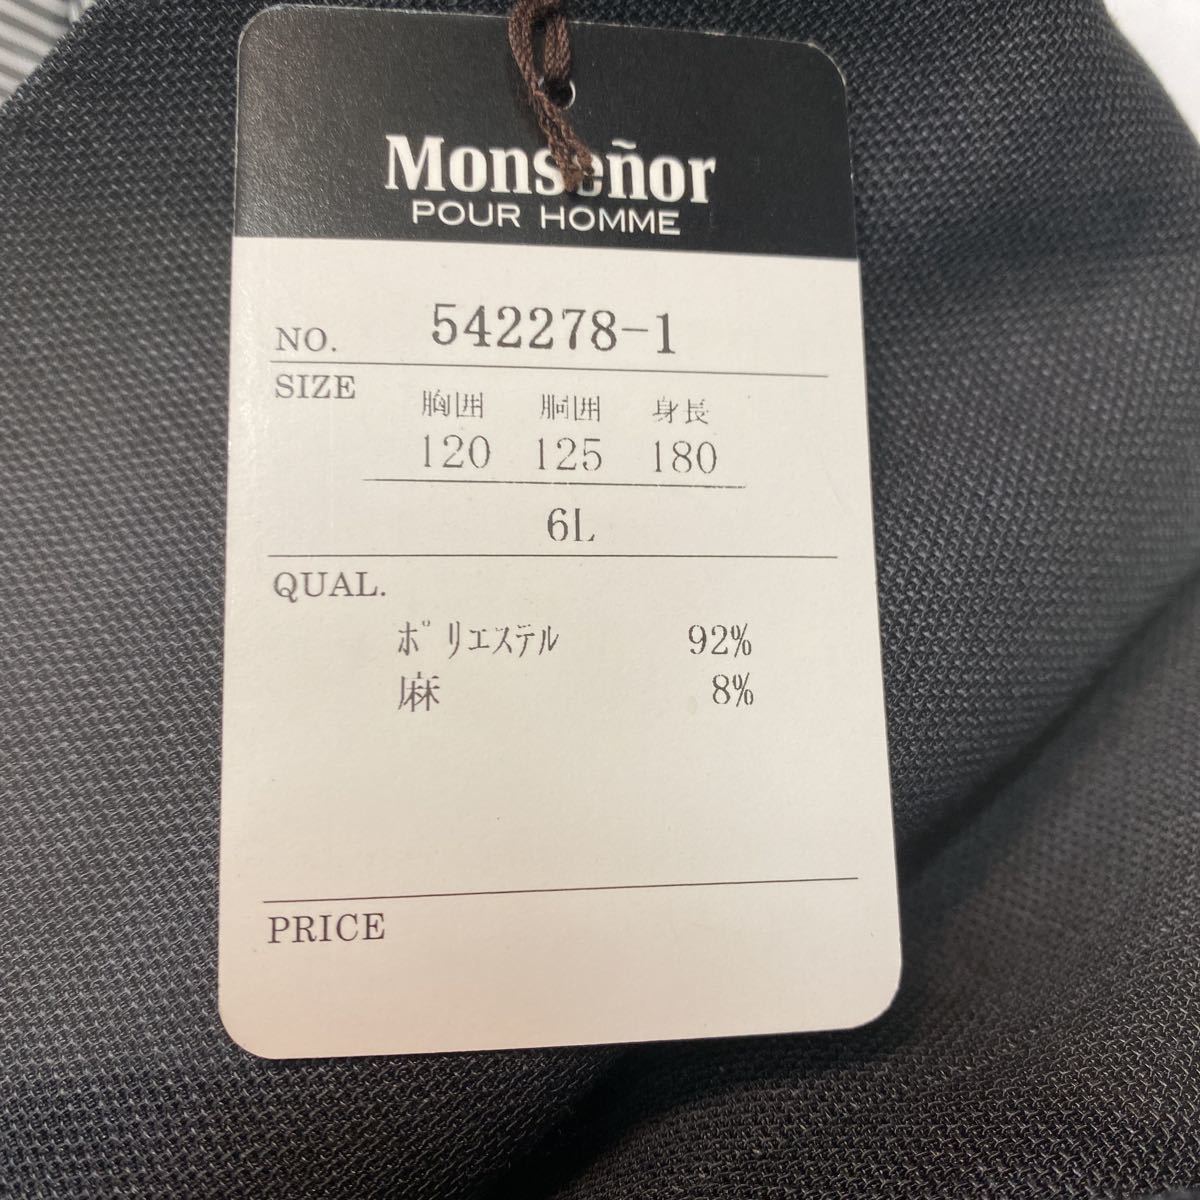 Monseñor
POUR HOMME
NO. 542278-1
SIZE 胸囲 胴囲 身長
120 125 180
6L
QUAL.
ポリエステル 92%
麻 8%
PRICE